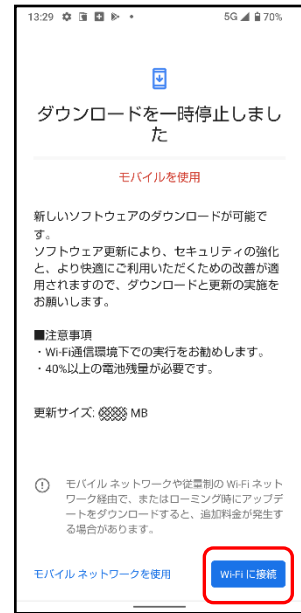 13:29 5G 70%
ダウンロードを一時停止しまし
た
モバイルを使用
新しいソフトウェアのダウンロードが可能で
す。
ソフトウェア更新により、セキュリティの強化
と、より快適にご利用いただくための改善が適
用されますので、ダウンロードと更新の実施を
お願いします。
■注意事項
・Wi-Fi通信環境下での実行をお勧めします。
・40%以上の電池残量が必要です。
更新サイズ: MB
モバイル ネットワークや従量制の Wi-Fi ネット
ワーク経由で、またはローミング時にアップデ
ートをダウンロードすると、追加料金が発生す
る場合があります。
モバイル ネットワークを使用 Wi-Fi に接続